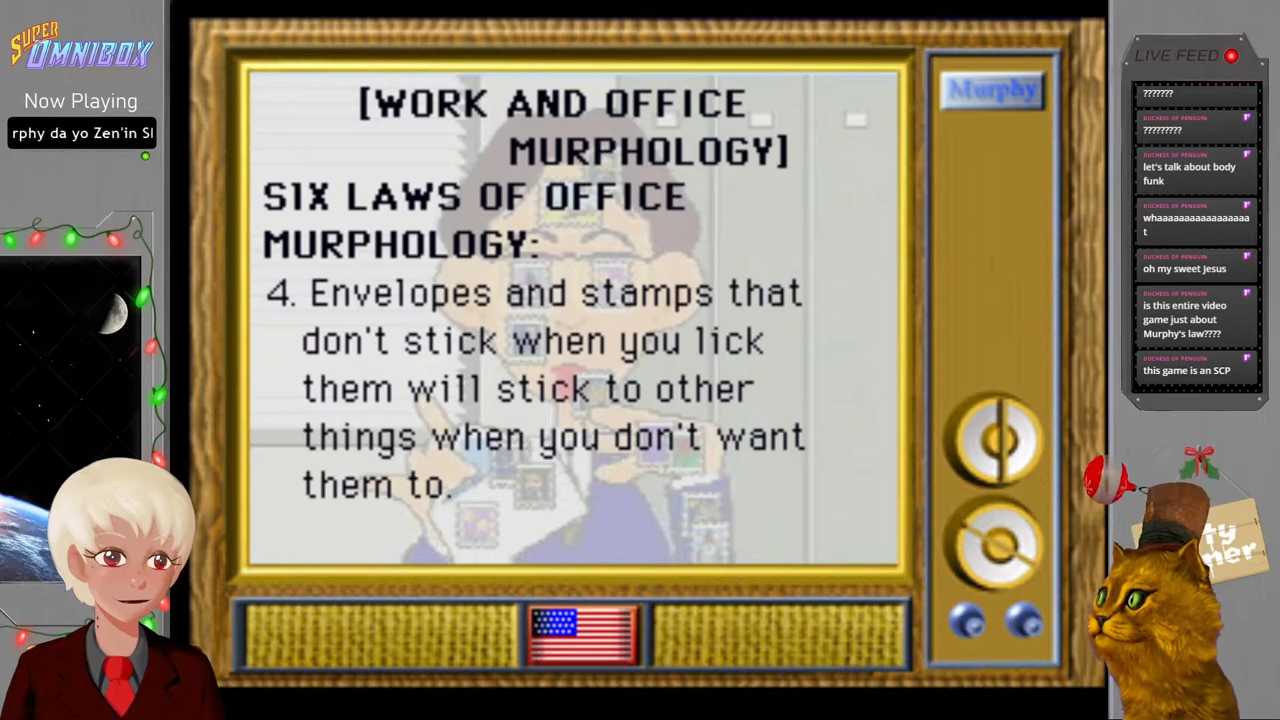 SUPER
OMNIBOX
Now Playing
rphy da yo Zen'in Sl
[WORK AND OFFICE
MURPHOLOGY]
SIX LAWS OF OFFICE
MURPHOLOGY:
4. Envelopes and stamps that
don't stick when you lick
them will stick to other
things when you don't want
them to.
Murphy
LIVE FEED
???????
DUCHESS OF PENGUIN
?????????
DUCHESS OF PENGUIN
let's talk about body
funk
DUCHESS OF PENGUIN
whaaaaaaaaaaaaaaaaa
t
DUCHESS OF PENGUIN
oh my sweet Jesus
DUCHESS OF PENGUIN
is this entire video
game just about
Murphy's law????
DUCHESS OF PENGUIN
this game is an SCP
ty
ner